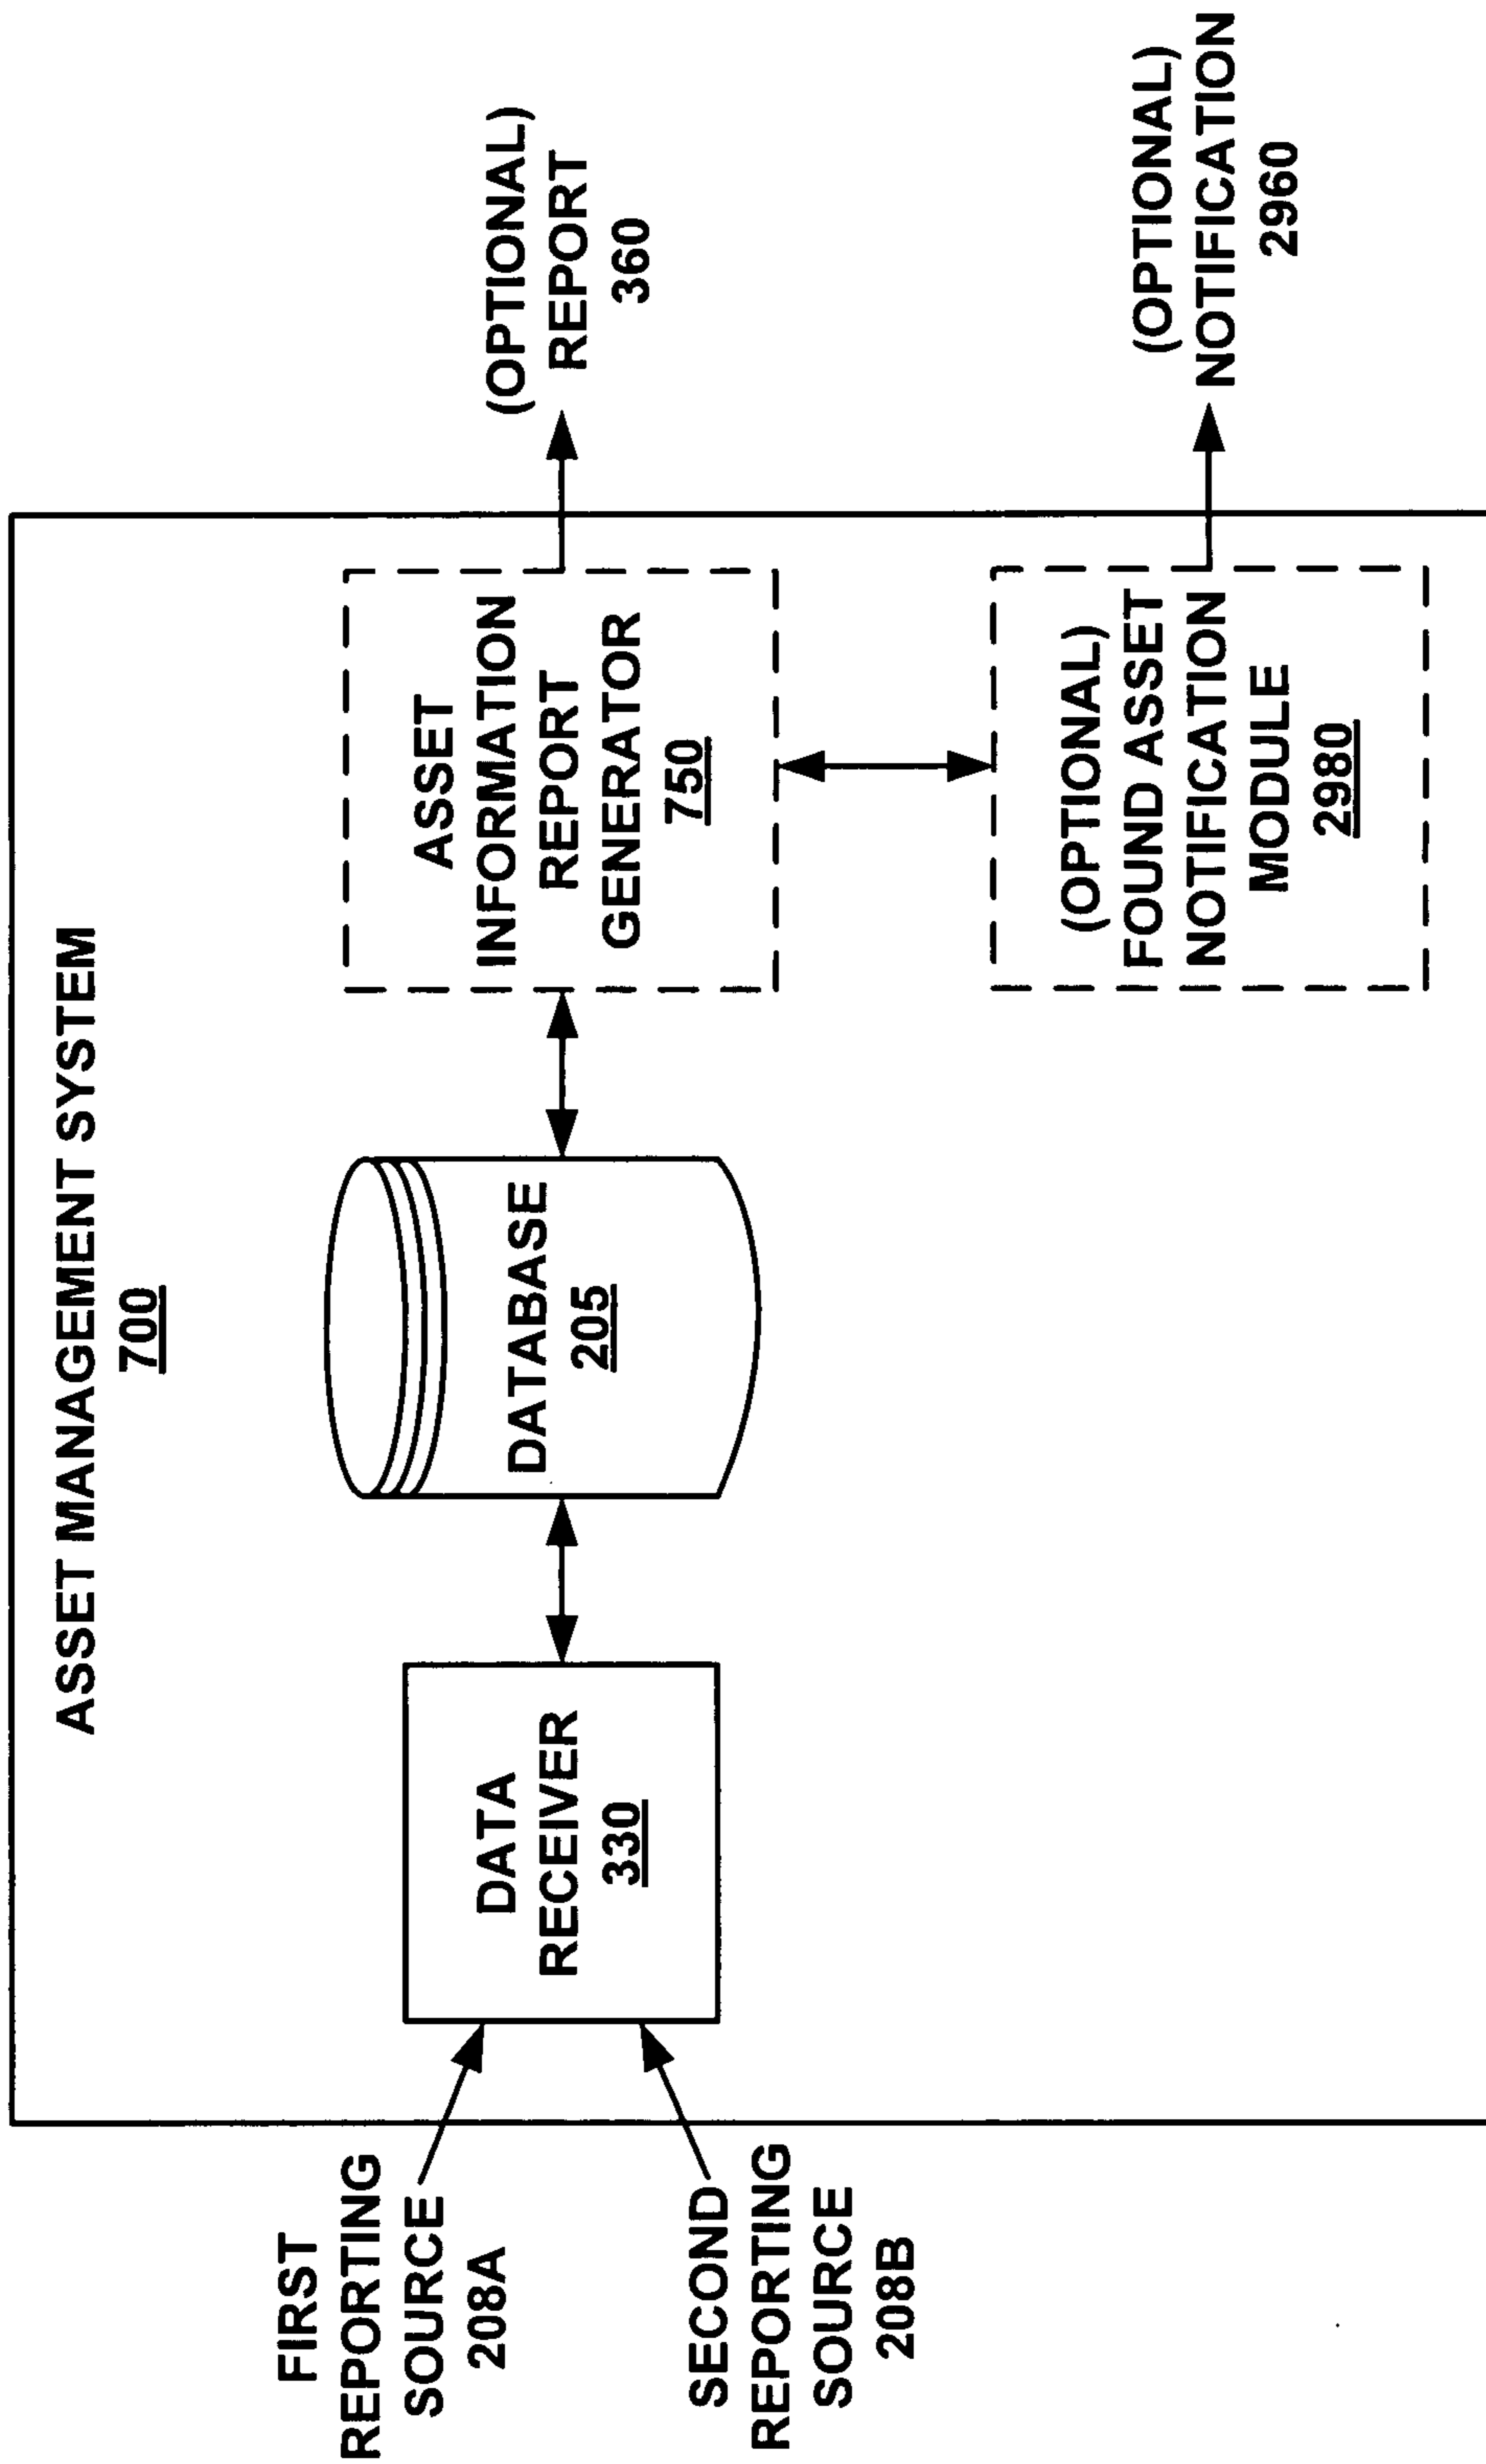 ASSET MANAGEMENT SYSTEM
700
FIRST
REPORTING
SOURCE
208A
SECOND
REPORTING
SOURCE
208B
DATA
RECEIVER
330
DATABASE
205
ASSET
INFORMATION
REPORT
GENERATOR
750
(OPTIONAL)
REPORT
360
(OPTIONAL)
FOUND ASSET
NOTIFICATION
MODULE
2980
(OPTIONAL)
NOTIFICATION
2960